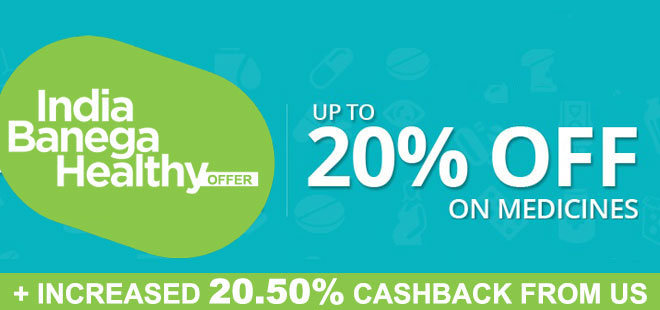 India
Banega
Healthy OFFER
UP TO
20% OFF
ON MEDICINES
+ INCREASED 20.50% CASHBACK FROM US